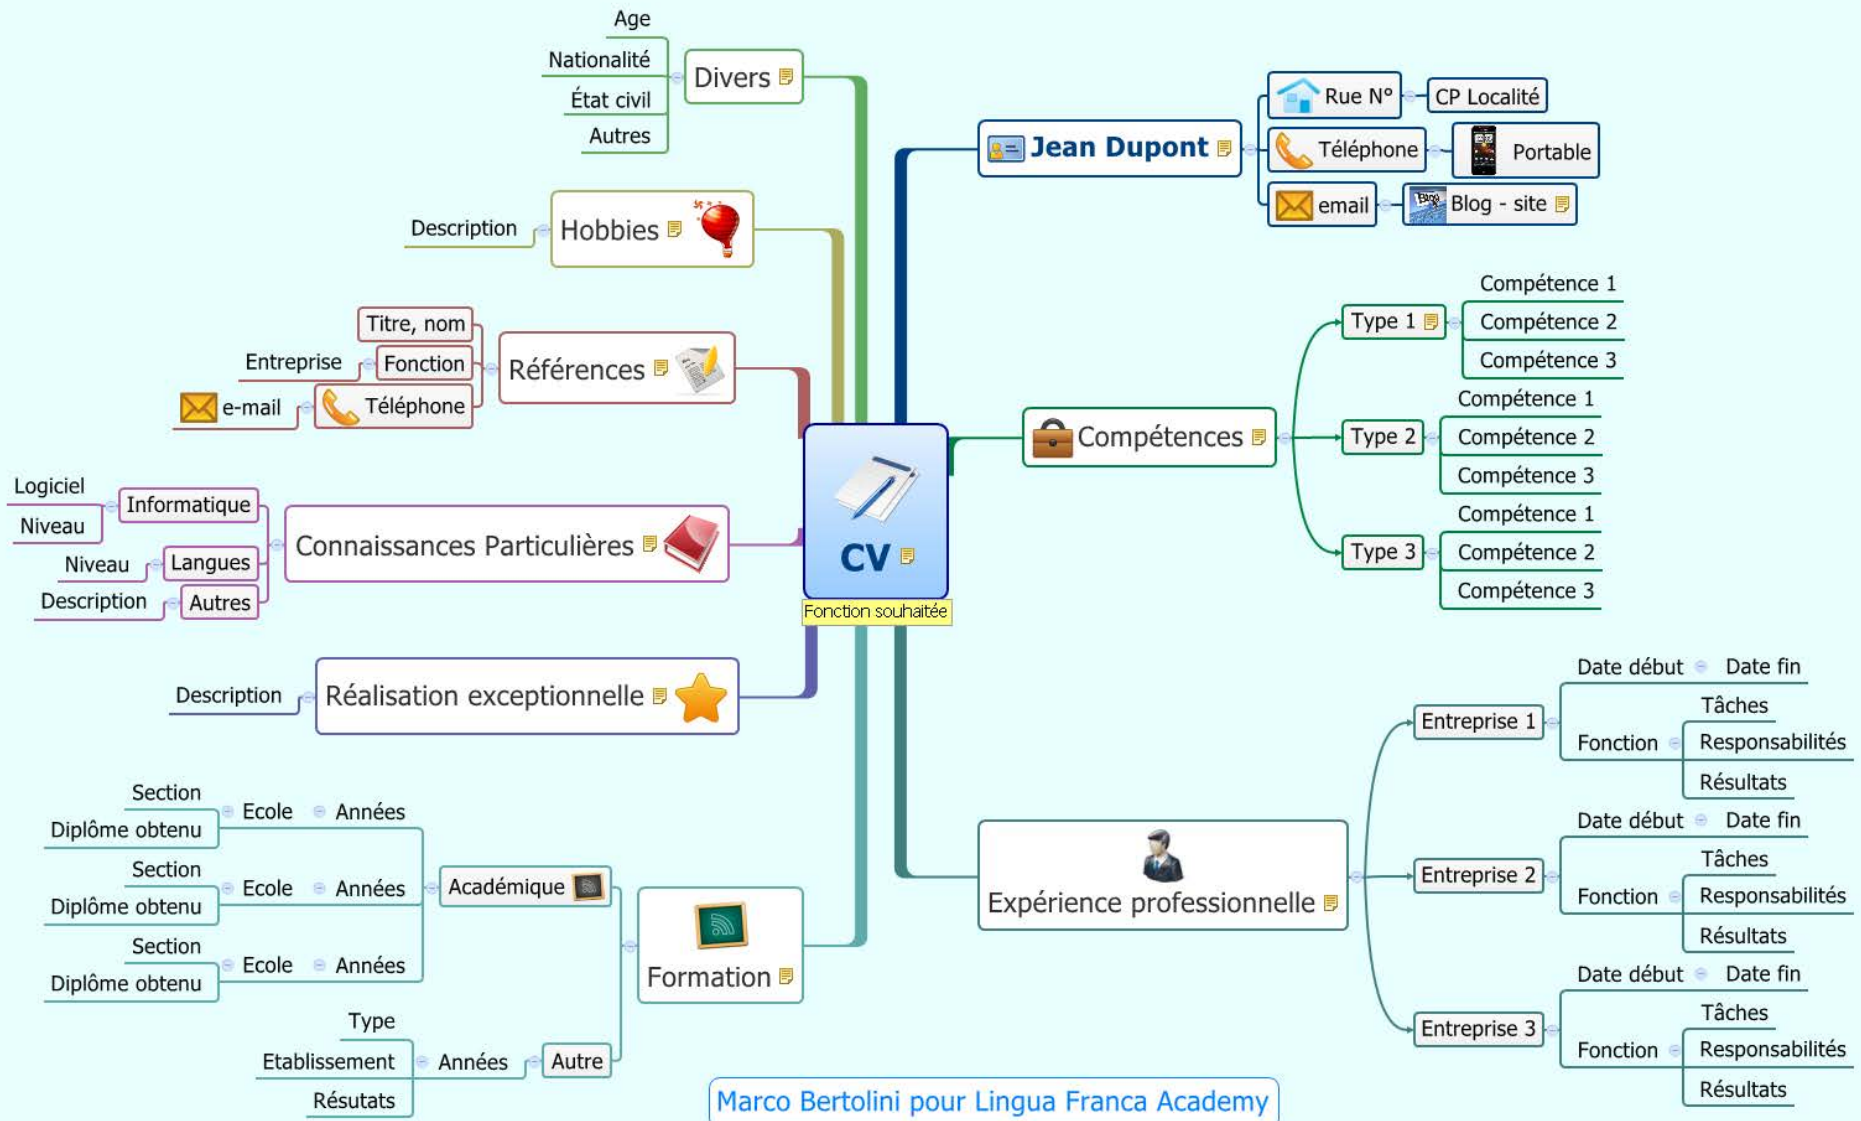 Age
Nationalité
État civil
Autres
Divers
Description
Hobbies
Titre, nom
Entreprise
Fonction
e-mail
Téléphone
Références
Logiciel
Niveau
Informatique
Niveau
Langues
Description
Autres
Connaissances Particulières
Description
Réalisation exceptionnelle
Section
Diplôme obtenu
Ecole
Années
Section
Diplôme obtenu
Ecole
Années
Section
Diplôme obtenu
Ecole
Années
Académique
Type
Etablissement
Résutats
Années
Autre
Formation
CV
Fonction souhaitée
Jean Dupont
Rue N°
CP Localité
Téléphone
Portable
email
Blog
Blog - site
Compétences
Type 1
Compétence 1
Compétence 2
Compétence 3
Type 2
Compétence 1
Compétence 2
Compétence 3
Type 3
Compétence 1
Compétence 2
Compétence 3
Expérience professionnelle
Entreprise 1
Date début
Date fin
Fonction
Tâches
Responsabilités
Résultats
Entreprise 2
Date début
Date fin
Fonction
Tâches
Responsabilités
Résultats
Entreprise 3
Date début
Date fin
Fonction
Tâches
Responsabilités
Résultats
Marco Bertolini pour Lingua Franca Academy